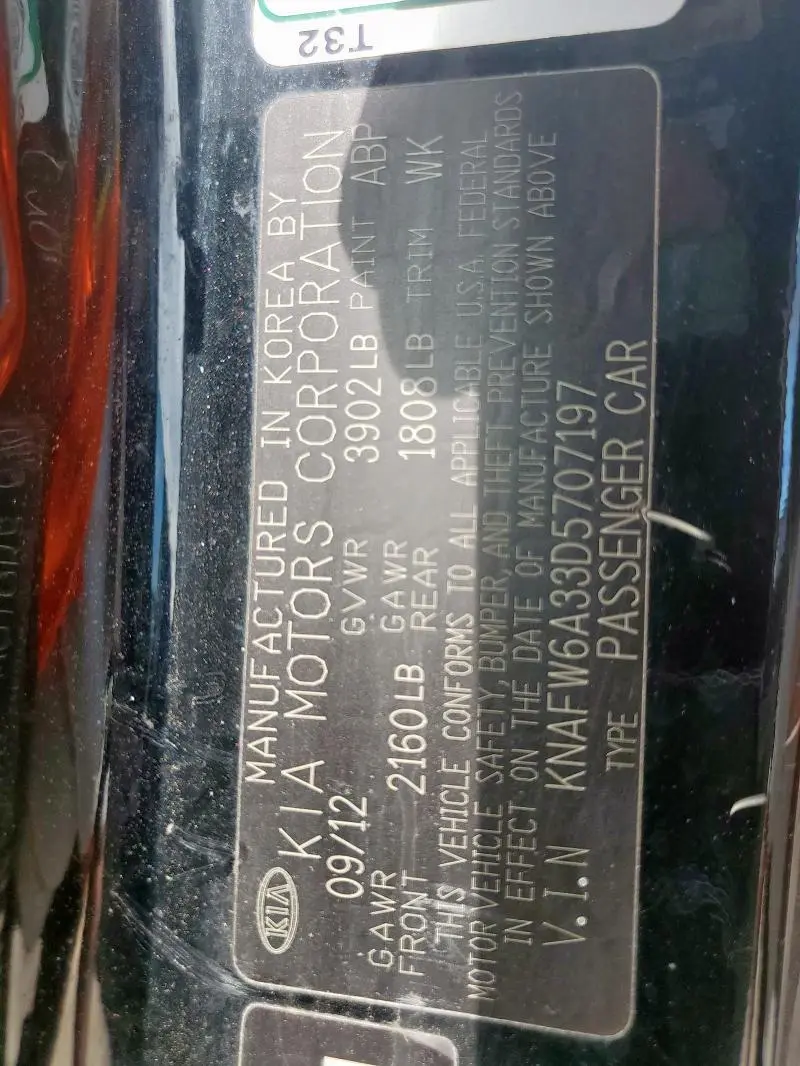 T32
KIA MANUFACTURED IN KOREA BY
KIA MOTORS CORPORATION
09/12 GVWR 3902LB PAINT ABP
GAWR FRONT 2160LB GAWR REAR 1808LB TRIM WK
THIS VEHICLE CONFORMS TO ALL APPLICABLE U.S.A. FEDERAL
MOTOR VEHICLE SAFETY, BUMPER, AND THEFT PREVENTION STANDARDS
IN EFFECT ON THE DATE OF MANUFACTURE SHOWN ABOVE
V.I.N KNAFW6A33D5707197
TYPE PASSENGER CAR